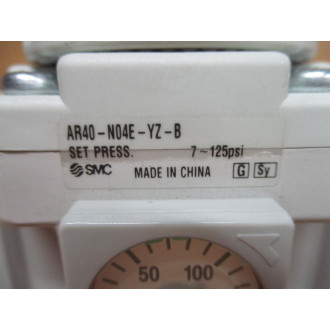 AR40-N04E-YZ-B
SET PRESS. 7~125psi
SMC MADE IN CHINA G Sy
50 100